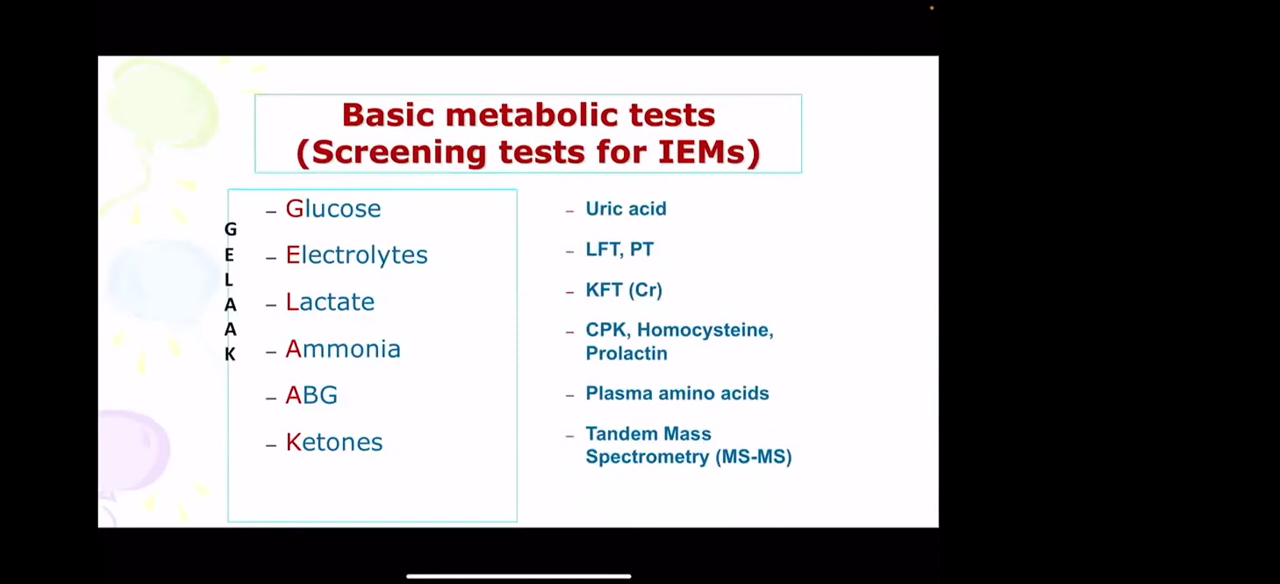 Basic metabolic tests
(Screening tests for IEMs)
G
E
L
A
A
K
– Glucose
– Electrolytes
– Lactate
– Ammonia
– ABG
– Ketones
– Uric acid
– LFT, PT
– KFT (Cr)
– CPK, Homocysteine,
Prolactin
– Plasma amino acids
– Tandem Mass
Spectrometry (MS-MS)